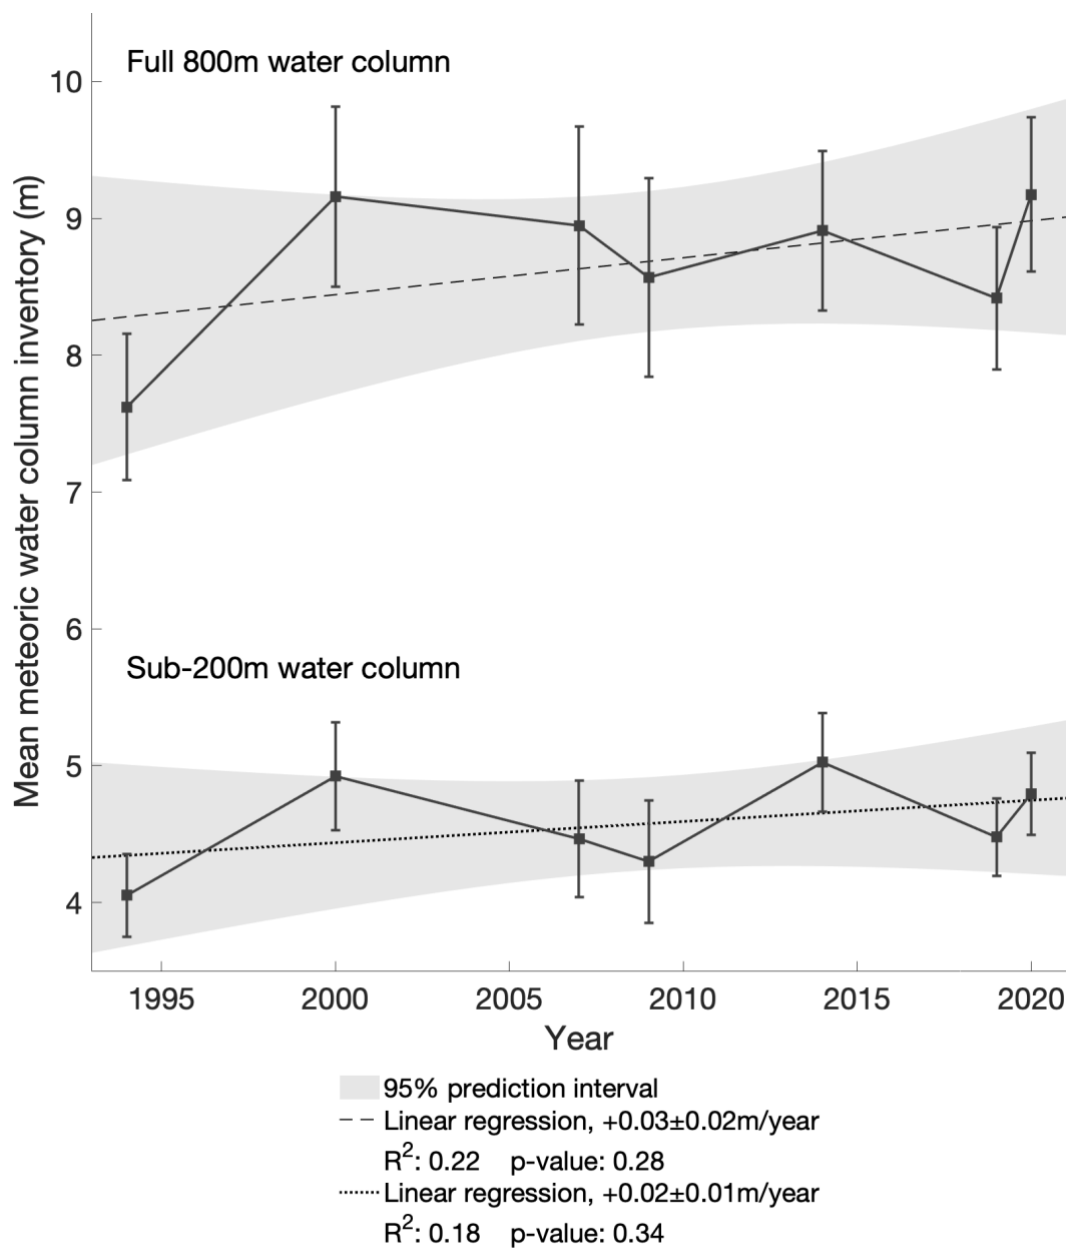 Full 800m water column
10
9
8
7
6
5
4
Mean meteoric water column inventory (m)
Sub-200m water column
1995 2000 2005 2010 2015 2020
Year
95% prediction interval
Linear regression, +0.03±0.02m/year
R²: 0.22 p-value: 0.28
Linear regression, +0.02±0.01m/year
R²: 0.18 p-value: 0.34